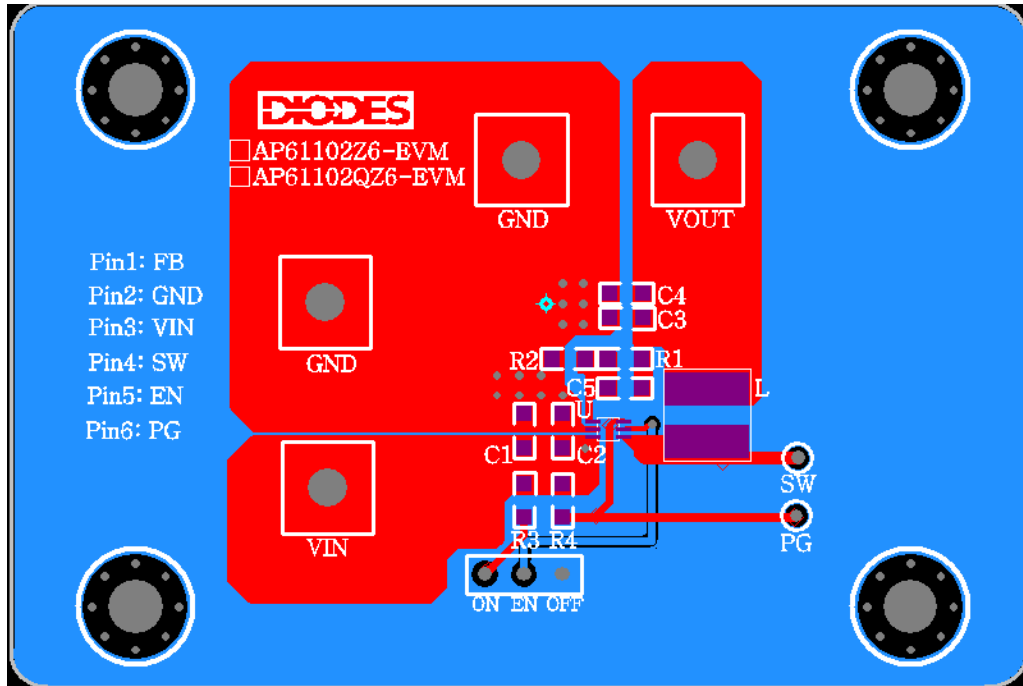 DIODES
AP61102Z6-EVM
AP61102QZ6-EVM
GND
VOUT
Pin1: FB
Pin2: GND
Pin3: VIN
Pin4: SW
Pin5: EN
Pin6: PG
GND
C4
C3
R2
R1
C5
L
U
C1
C2
SW
VIN
R3
R4
PG
ON EN OFF